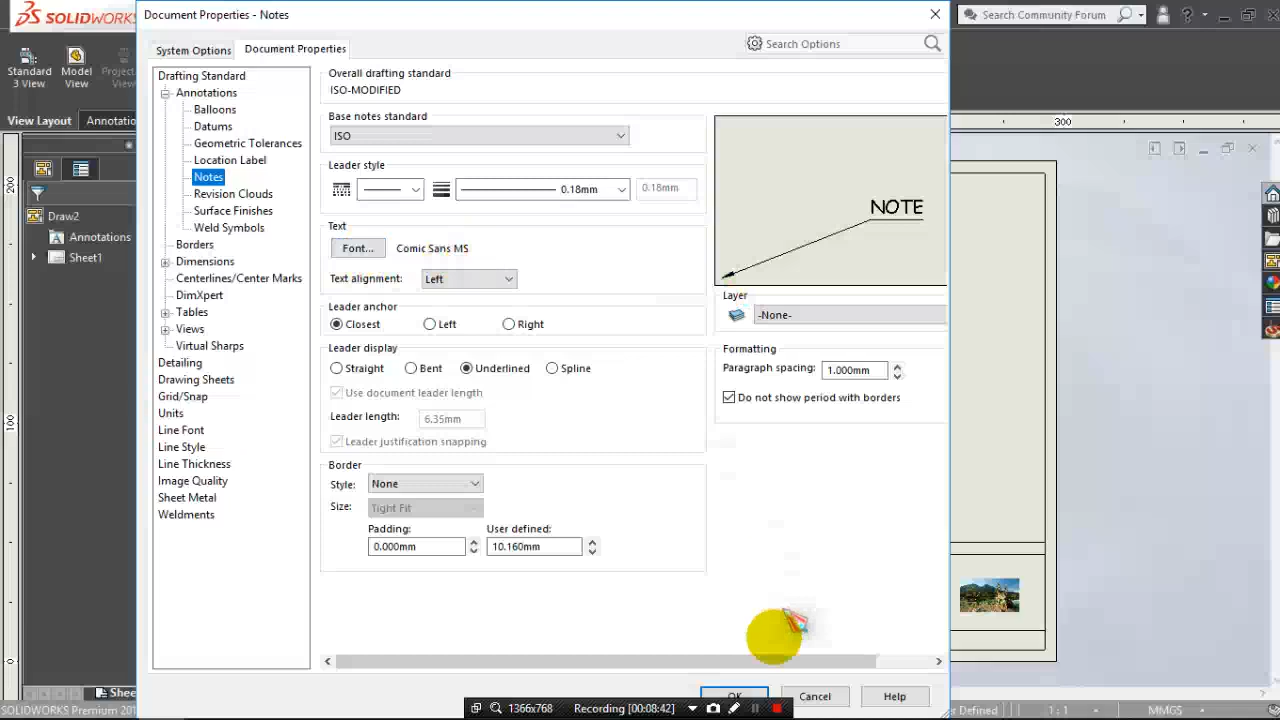 Document Properties - Notes
SOLIDWORKS
Search Community Forum
System Options
Document Properties
Search Options
Standard
3 View
Model
View
View Layout
Drafting Standard
Annotations
Balloons
Datums
Geometric Tolerances
Location Label
Notes
Revision Clouds
Surface Finishes
Weld Symbols
Borders
Dimensions
Centerlines/Center Marks
DimXpert
Tables
Views
Virtual Sharps
Detailing
Drawing Sheets
Grid/Snap
Units
Line Font
Line Style
Line Thickness
Image Quality
Sheet Metal
Weldments
Overall drafting standard
ISO-MODIFIED
Base notes standard
ISO
Leader style
0.18mm
0.18mm
Text
Font...
Comic Sans MS
Text alignment:
Left
Leader anchor
Closest
Left
Right
Leader display
Straight
Bent
Underlined
Spline
Use document leader length
Leader length:
6.35mm
Leader justification snapping
Border
Style:
None
Size:
Tight Fit
Padding:
User defined:
0.000mm
10.160mm
NOTE
Layer
-None-
Formatting
Paragraph spacing:
1.000mm
Do not show period with borders
OK
Cancel
Help
200
100
0
300
Draw2
Annotations
Sheet1
SOLIDWORKS Premium
1366x768
Recording [00:08:42]
1 : 1
MMGS